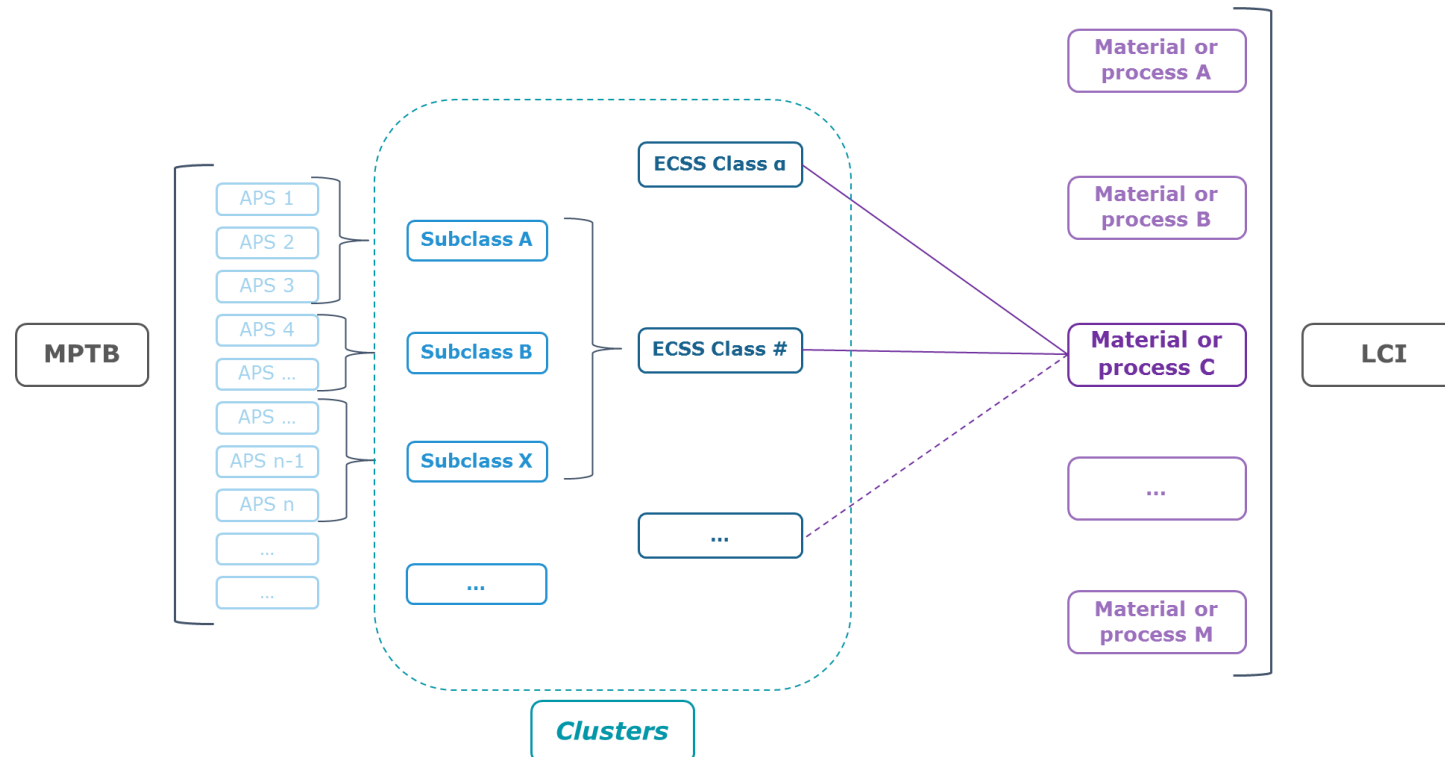 MPTB
APS 1
APS 2
APS 3
APS 4
APS ...
APS ...
APS n-1
APS n
...
...
Subclass A
Subclass B
Subclass X
...
ECSS Class ɑ
ECSS Class #
...
Clusters
Material or
process A
Material or
process B
Material or
process C
...
Material or
process M
LCI